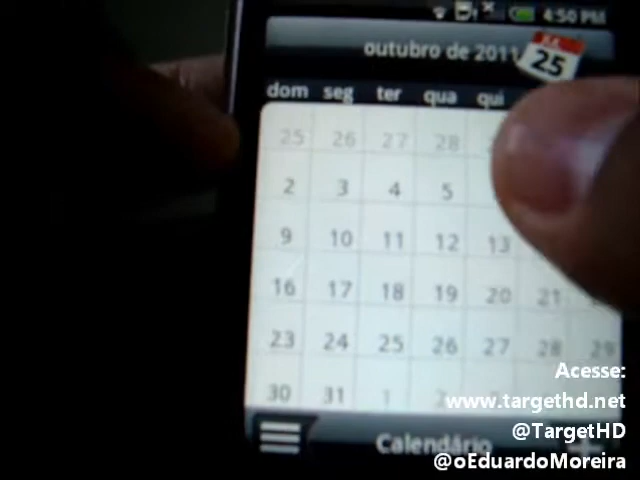 4:50 PM
outubro de 2011
25
dom seg ter qua qui
25 26 27 28
2 3 4 5
9 10 11 12 13
16 17 18 19 20 21
23 24 25 26 27 28 29
30 31 1 2
Calendário
Acesse:
www.targethd.net
@TargetHD
@oEduardoMoreira